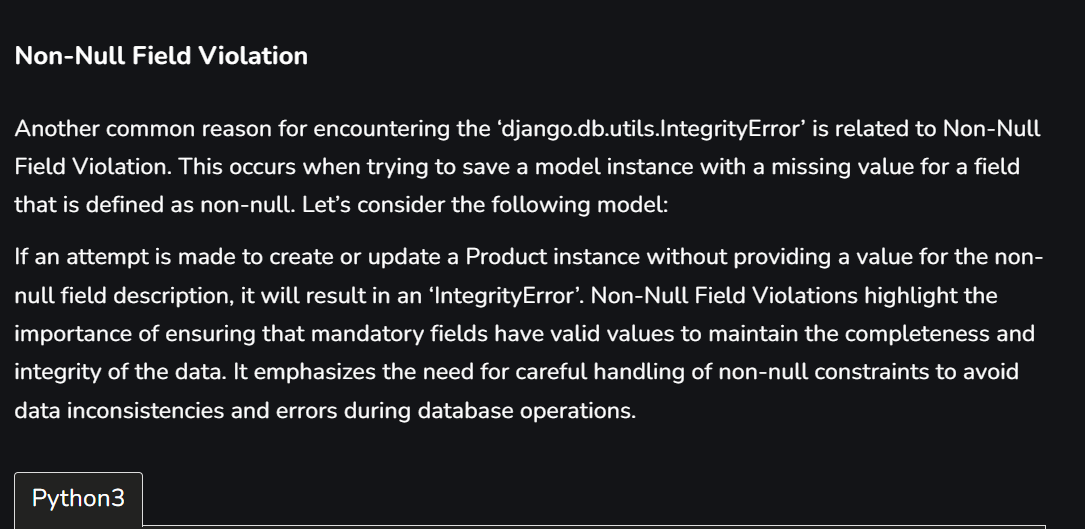 Non-Null Field Violation
Another common reason for encountering the ‘django.db.utils.IntegrityError’ is related to Non-Null
Field Violation. This occurs when trying to save a model instance with a missing value for a field
that is defined as non-null. Let’s consider the following model:
If an attempt is made to create or update a Product instance without providing a value for the non-
null field description, it will result in an ‘IntegrityError’. Non-Null Field Violations highlight the
importance of ensuring that mandatory fields have valid values to maintain the completeness and
integrity of the data. It emphasizes the need for careful handling of non-null constraints to avoid
data inconsistencies and errors during database operations.
Python3